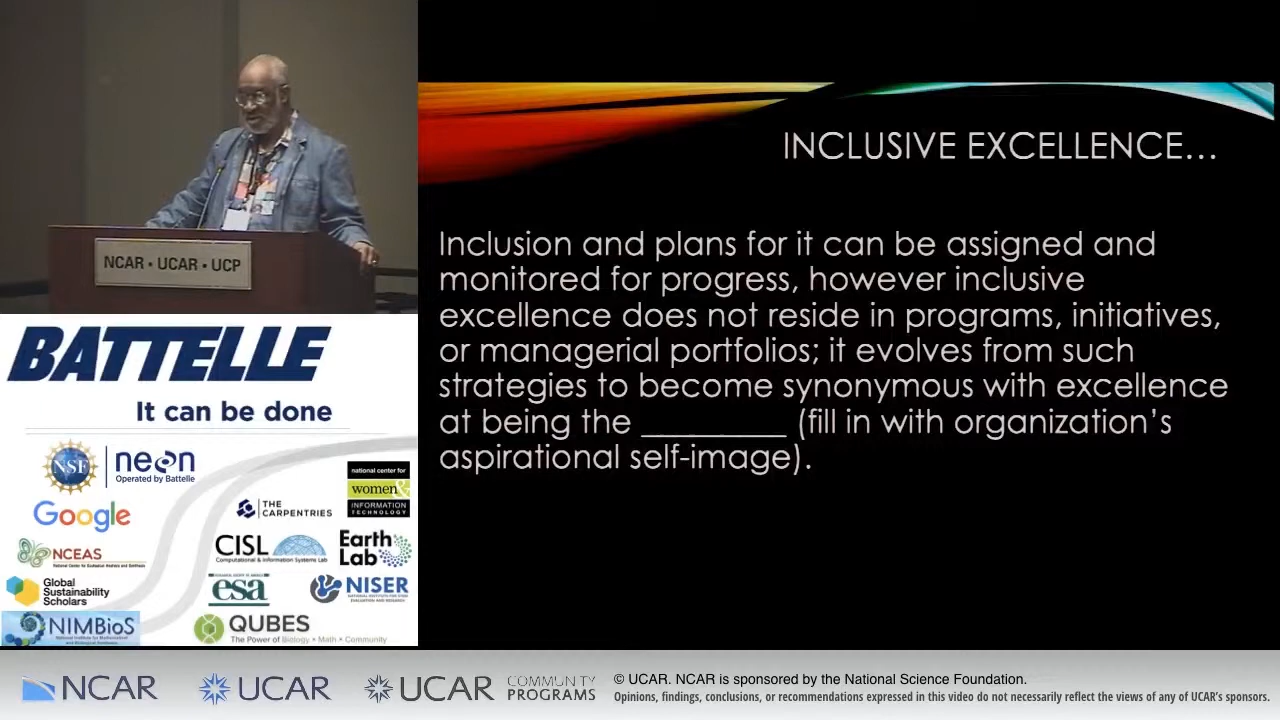 NCAR • UCAR • UCP
INCLUSIVE EXCELLENCE…
Inclusion and plans for it can be assigned and
monitored for progress, however inclusive
excellence does not reside in programs, initiatives,
or managerial portfolios; it evolves from such
strategies to become synonymous with excellence
at being the _________ (fill in with organization’s
aspirational self-image).
BATTELLE
It can be done
NSF
neon
Operated by Battelle
national center for
women &
INFORMATION
TECHNOLOGY
Google
THE
CARPENTRIES
NCEAS
CISL
Computational & Information Systems Lab
Earth
Lab
Global
Sustainability
Scholars
esa
NISER
NIMBioS
QUBES
The Power of Biology • Math • Community
NCAR
UCAR
UCAR
COMMUNITY
PROGRAMS
© UCAR. NCAR is sponsored by the National Science Foundation.
Opinions, findings, conclusions, or recommendations expressed in this video do not necessarily reflect the views of any of UCAR's sponsors.